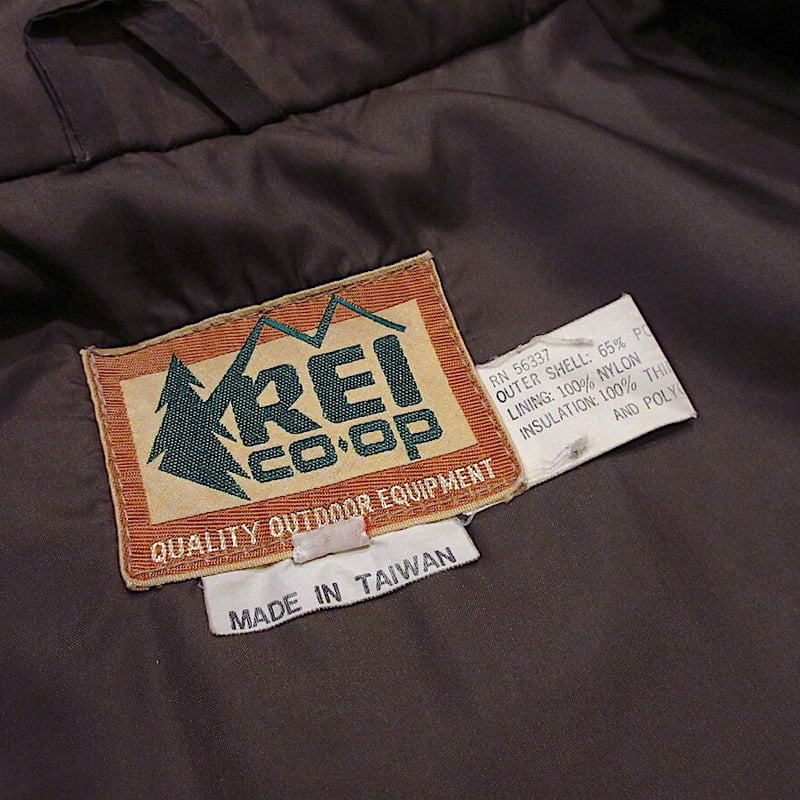 REI
CO-OP
QUALITY OUTDOOR EQUIPMENT
MADE IN TAIWAN
RN 56337
OUTER SHELL: 65%
LINING: 100% NYLON
INSULATION: 100%
AND